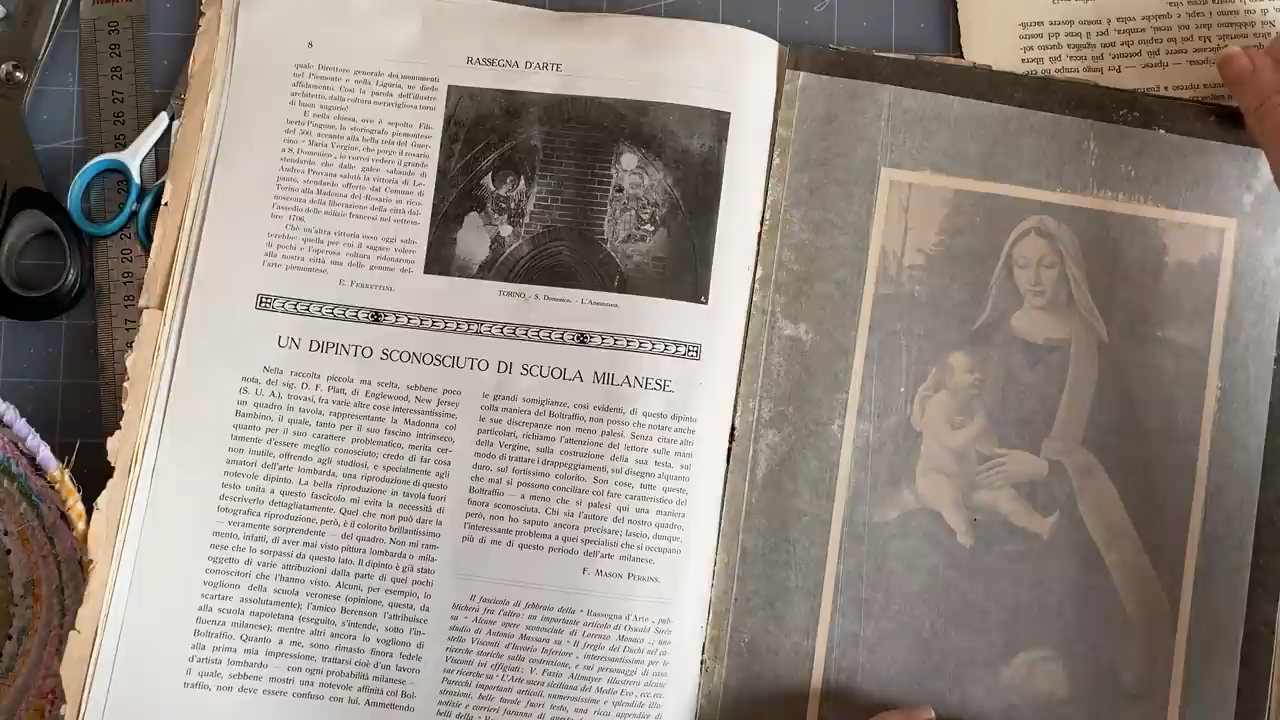 8
RASSEGNA D'ARTE
quale Direttore generale dei monumenti
nel Piemonte e nella Liguria, ne diede
affidamento. Così la parola dell'illustre
architetto, dalla coltura meravigliosa torni
di buon augurio!
E nella chiesa, ove è sepolto Fili-
berto Pingone, lo storiografo piemontese
del 500, accanto alla bella tela del Guer-
cino " Maria Vergine, che porge il rosario
a S. Domenico „ io vorrei vedere il grande
stendardo che dalle galee sabaude di
Andrea Provana salutò la vittoria di Le-
panto, stendardo offerto dal Comune di
Torino alla Madonna del Rosario in rico-
noscenza della liberazione della città dal-
l'assedio delle milizie francesi nel settem-
bre 1706.
Chè un'altra vittoria esso oggi salu-
terebbe: quella per cui il sagace volere
di pochi e l'operosa coltura ridonarono
alla nostra città una delle gemme del-
l'arte piemontese.
E. FERRETTINI.
TORINO - S. Domenico. - L'Annunziata.
UN DIPINTO SCONOSCIUTO DI SCUOLA MILANESE.
Nella raccolta piccola ma scelta, sebbene poco
nota, del sig. D. F. Platt, di Englewood, New Jersey
(S. U. A.), trovasi, fra varie altre cose interessantissime,
un quadro in tavola, rappresentante la Madonna col
Bambino, il quale, tanto per il suo fascino intrinseco,
quanto per il suo carattere problematico, merita cer-
tamente d'essere meglio conosciuto; credo di far cosa
non inutile, offrendo agli studiosi, e specialmente agli
amatori dell'arte lombarda, una riproduzione di questo
notevole dipinto. La bella riproduzione in tavola fuori
testo unita a questo fascicolo mi evita la necessità di
descriverlo dettagliatamente. Quel che non può dare la
fotografica riproduzione, però, è il colorito brillantissimo
— veramente sorprendente — del quadro. Non mi ram-
mento, infatti, di aver mai visto pittura lombarda o mila-
nese che lo sorpassi da questo lato. Il dipinto è già stato
oggetto di varie attribuzioni dalla parte di quei pochi
conoscitori che l'hanno visto. Alcuni, per esempio, lo
vogliono della scuola veronese (opinione, questa, da
scartare assolutamente); l'amico Berenson l'attribuisce
alla scuola napoletana (eseguito, s'intende, sotto l'in-
fluenza milanese); mentre altri ancora lo vogliono di
Boltraffio. Quanto a me, sono rimasto finora fedele
alla prima mia impressione, trattarsi cioè d'un lavoro
d'artista lombardo — con ogni probabilità milanese —
il quale, sebbene mostri una notevole affinità col Bol-
traffio, non deve essere confuso con lui. Ammettendo
le grandi somiglianze, così evidenti, di questo dipinto
colla maniera del Boltraffio, non posso che notare anche
le sue discrepanze non meno palesi. Senza citare altri
particolari, richiamo l'attenzione del lettore sulle mani
della Vergine, sulla costruzione della sua testa, sul
modo di trattare i drappeggiamenti, sul disegno alquanto
duro, sul fortissimo colorito. Son cose, tutte queste,
che mal si possono conciliare col fare caratteristico del
Boltraffio — a meno che si palesi qui una maniera
finora sconosciuta. Chi sia l'autore del nostro quadro,
però, non ho saputo ancora precisare; lascio, dunque,
l'interessante problema a quei specialisti che si occupano
più di me di questo periodo dell'arte milanese.
F. MASON PERKINS.
Il fascicolo di febbraio della " Rassegna d'Arte „ pub-
blicherà fra l'altro: un importante articolo di Oswald Sirén
su " Alcune opere sconosciute di Lorenzo Monaco „; uno
studio di Antonio Massara su " Il fregio dei Duchi nel ca-
stello Visconti d'Invorio Inferiore „ interessantissimo per le
ricerche storiche sulla costruzione, e sui personaggi di casa
Visconti ivi effigiati; V. Fazio Allmayer illustrerà alcune
sue ricerche su " L'Arte sacra siciliana del Medio Evo „ ecc. ecc.
Parecchi importanti articoli, numerosissime e splendide illu-
strazioni, belle tavole fuori testo, una ricca appendice di
notizie e corrieri faranno di questo
belli della
16 17 18 19 20 23 25 26 27 28 29 30